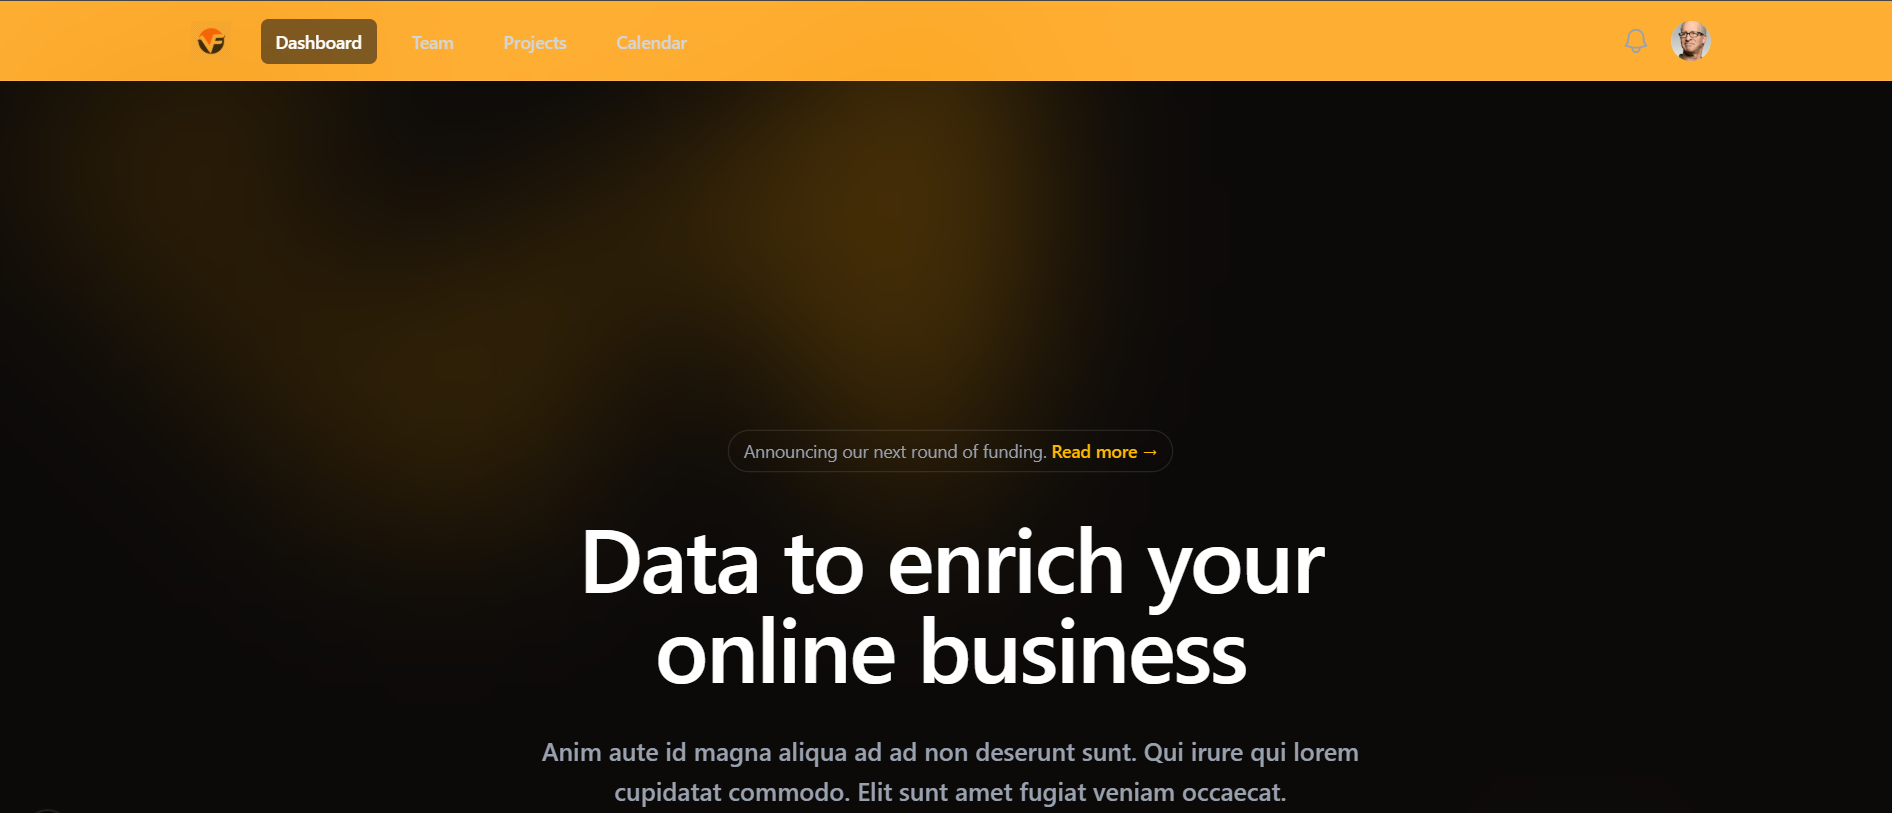 VF
Dashboard Team Projects Calendar
Announcing our next round of funding. Read more →
Data to enrich your
online business
Anim aute id magna aliqua ad ad non deserunt sunt. Qui irure qui lorem
cupidatat commodo. Elit sunt amet fugiat veniam occaecat.